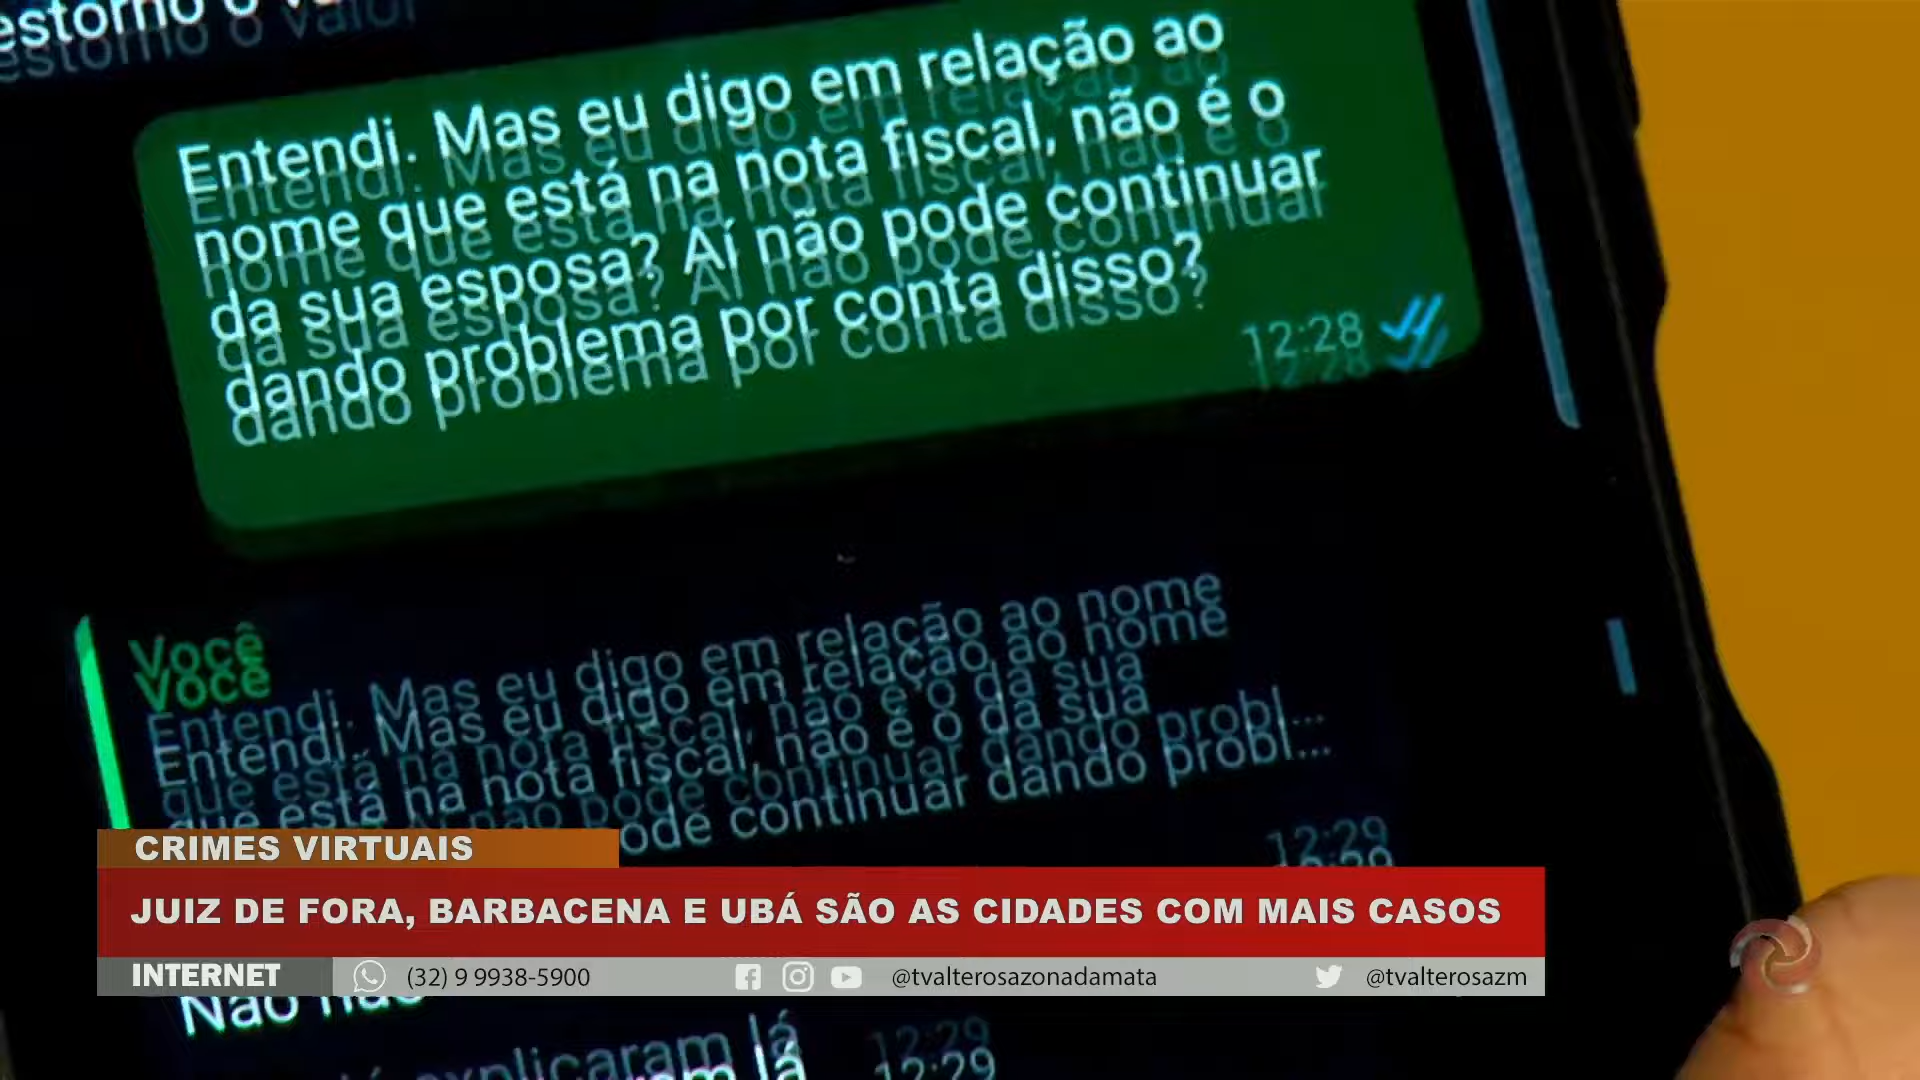 estorno o valor
Entendi. Mas eu digo em relação ao
nome que está na nota fiscal, não é o
da sua esposa? Aí não pode continuar
dando problema por conta disso?
12:28
Você
Entendi. Mas eu digo em relação ao nome
que está na nota fiscal, não é o da sua
pode continuar dando probl...
12:29
CRIMES VIRTUAIS
JUIZ DE FORA, BARBACENA E UBÁ SÃO AS CIDADES COM MAIS CASOS
INTERNET (32) 9 9938-5900 @tvalterosazonadamata @tvalterosazm
Não não
explicaram lá
12:29